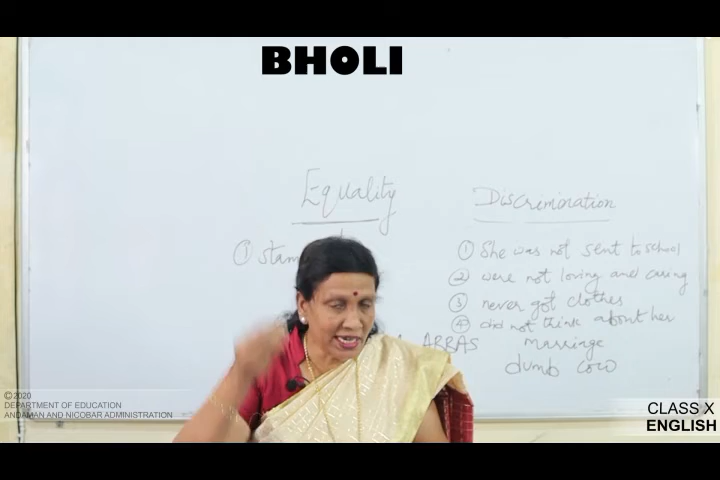 BHOLI
Equality
Discrimination
① stam
① She was not sent to school
② were not loving and caring
③ never got clothes
④ did not think about her
marriage
ARRAS
dumb cow
©2020
DEPARTMENT OF EDUCATION
ANDAMAN AND NICOBAR ADMINISTRATION
CLASS X
ENGLISH